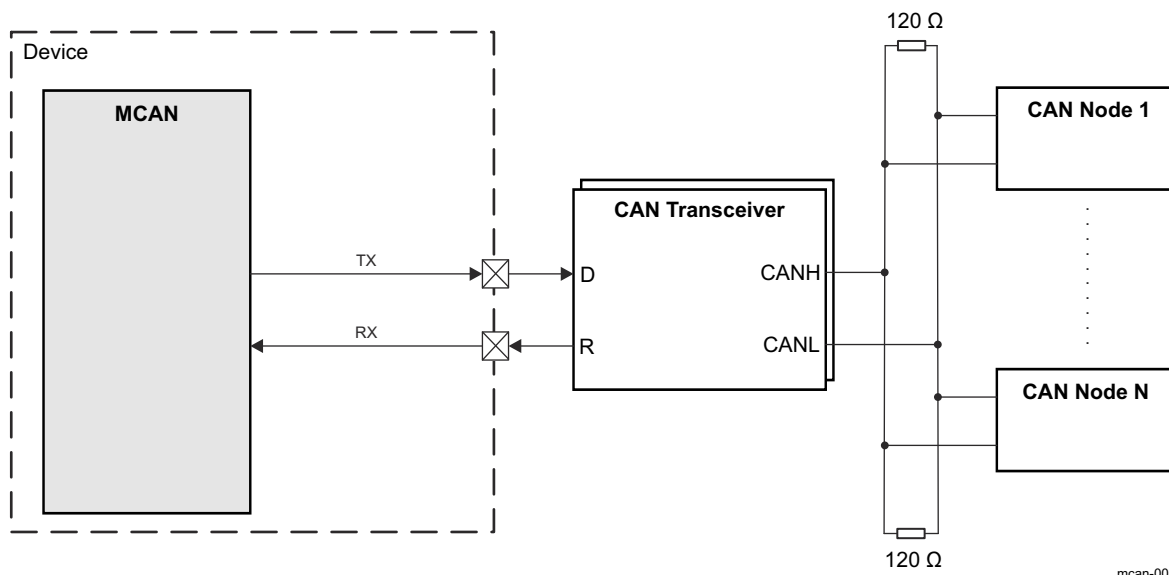 120 Ω
Device
MCAN
CAN Node 1
CAN Transceiver
TX
D
CANH
RX
R
CANL
CAN Node N
120 Ω